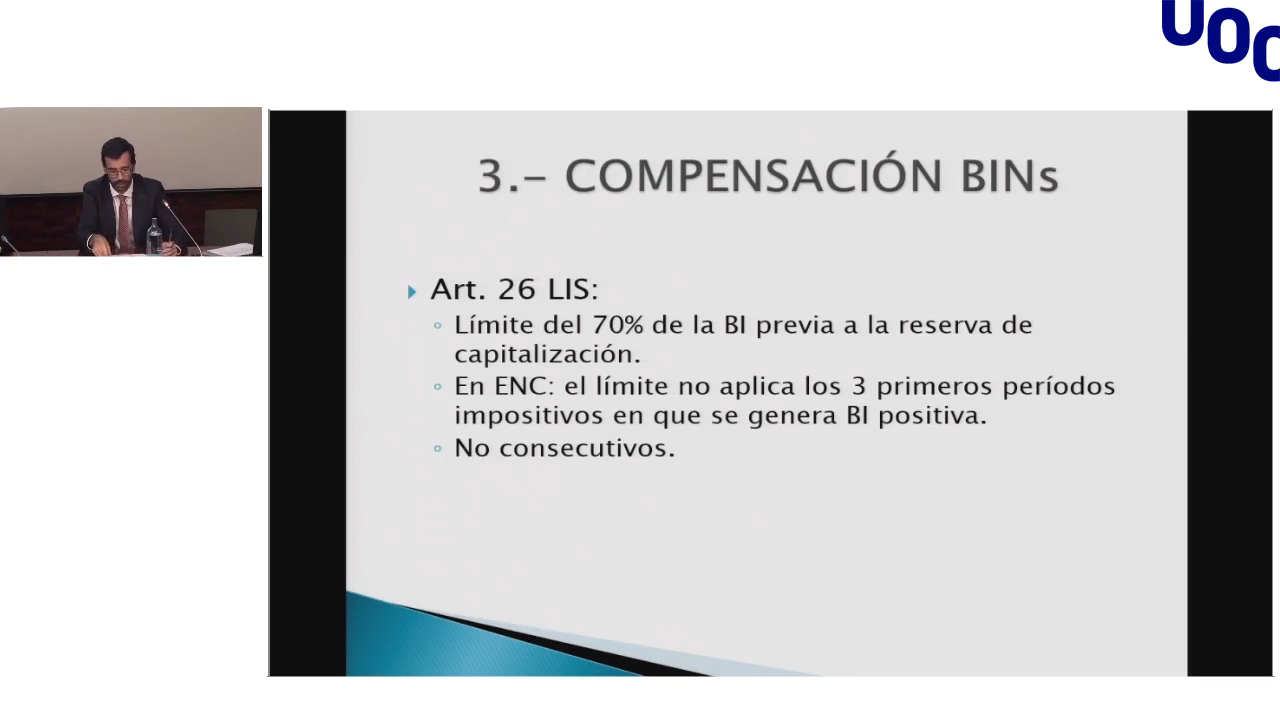 UOC
3.- COMPENSACIÓN BINs
Art. 26 LIS:
Límite del 70% de la BI previa a la reserva de
capitalización.
En ENC: el límite no aplica los 3 primeros períodos
impositivos en que se genera BI positiva.
No consecutivos.